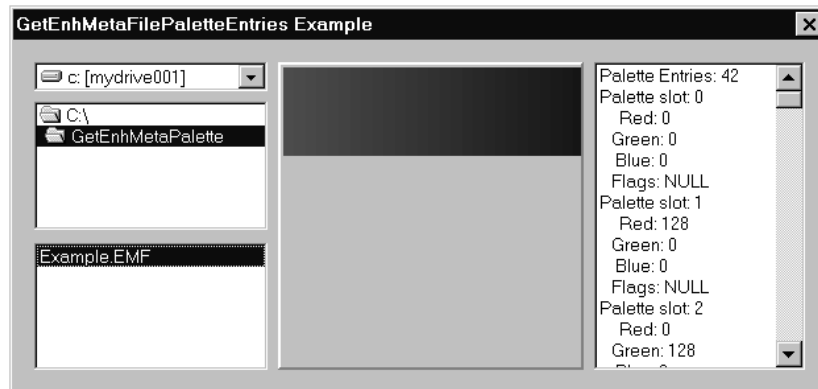 GetEnhMetaFilePaletteEntries Example
c: [mydrive001]
C:\
GetEnhMetaPalette
Example.EMF
Palette Entries: 42
Palette slot: 0
Red: 0
Green: 0
Blue: 0
Flags: NULL
Palette slot: 1
Red: 128
Green: 0
Blue: 0
Flags: NULL
Palette slot: 2
Red: 0
Green: 128